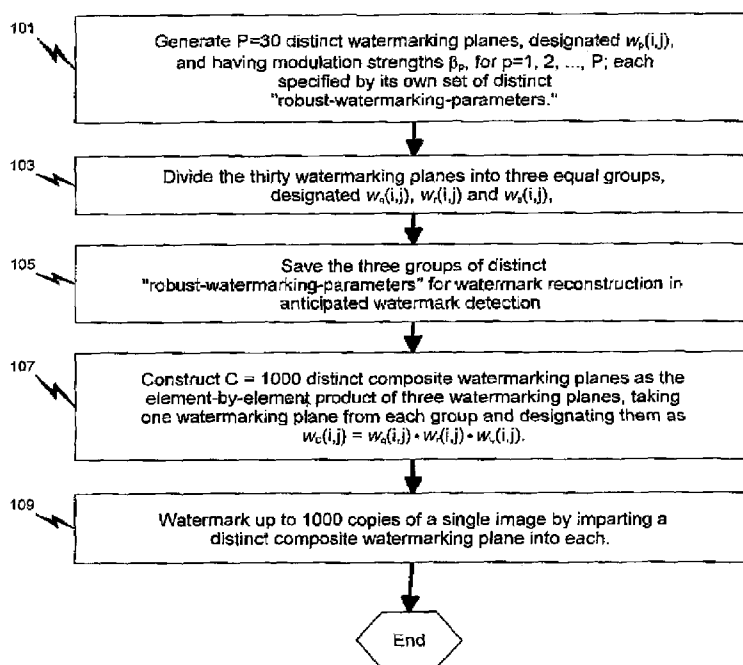 101
Generate P=30 distinct watermarking planes, designated wₚ(i,j),
and having modulation strengths βₚ, for p=1, 2, ..., P; each
specified by its own set of distinct
"robust-watermarking-parameters."
103
Divide the thirty watermarking planes into three equal groups,
designated w_q(i,j), wᵣ(i,j) and wₛ(i,j),
105
Save the three groups of distinct
"robust-watermarking-parameters" for watermark reconstruction in
anticipated watermark detection
107
Construct C = 1000 distinct composite watermarking planes as the
element-by-element product of three watermarking planes, taking
one watermarking plane from each group and designating them as
w_c(i,j) = w_q(i,j) • wᵣ(i,j) • wₛ(i,j).
109
Watermark up to 1000 copies of a single image by imparting a
distinct composite watermarking plane into each.
End